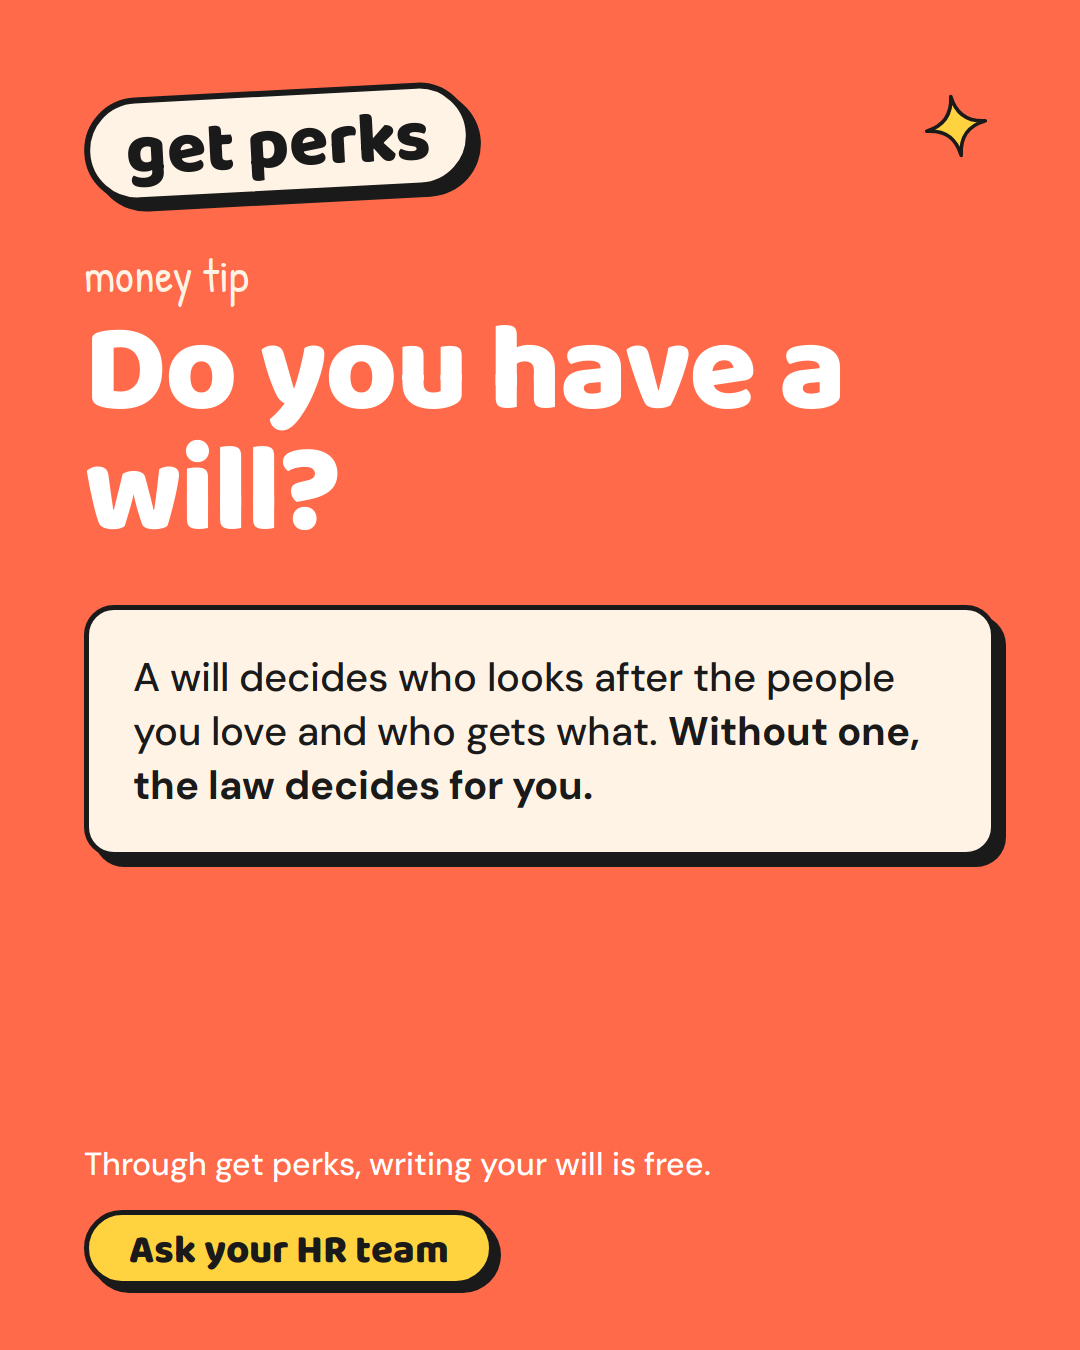 get perks
money tip
Do you have a
will?
A will decides who looks after the people
you love and who gets what. Without one,
the law decides for you.
Through get perks, writing your will is free.
Ask your HR team